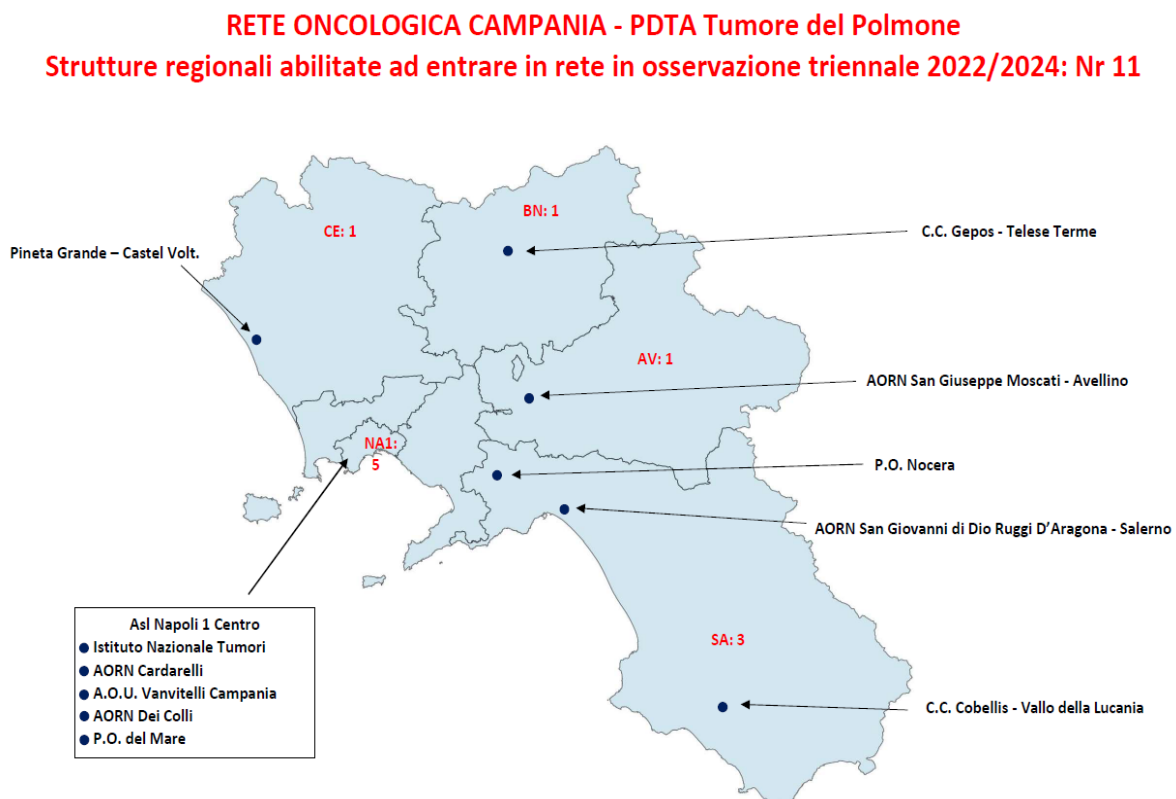 RETE ONCOLOGICA CAMPANIA - PDTA Tumore del Polmone
Strutture regionali abilitate ad entrare in rete in osservazione triennale 2022/2024: Nr 11
BN: 1
CE: 1
C.C. Gepos - Telese Terme
Pineta Grande – Castel Volt.
AV: 1
AORN San Giuseppe Moscati - Avellino
NA1:
5
P.O. Nocera
AORN San Giovanni di Dio Ruggi D’Aragona - Salerno
Asl Napoli 1 Centro
Istituto Nazionale Tumori
AORN Cardarelli
A.O.U. Vanvitelli Campania
AORN Dei Colli
P.O. del Mare
SA: 3
C.C. Cobellis - Vallo della Lucania